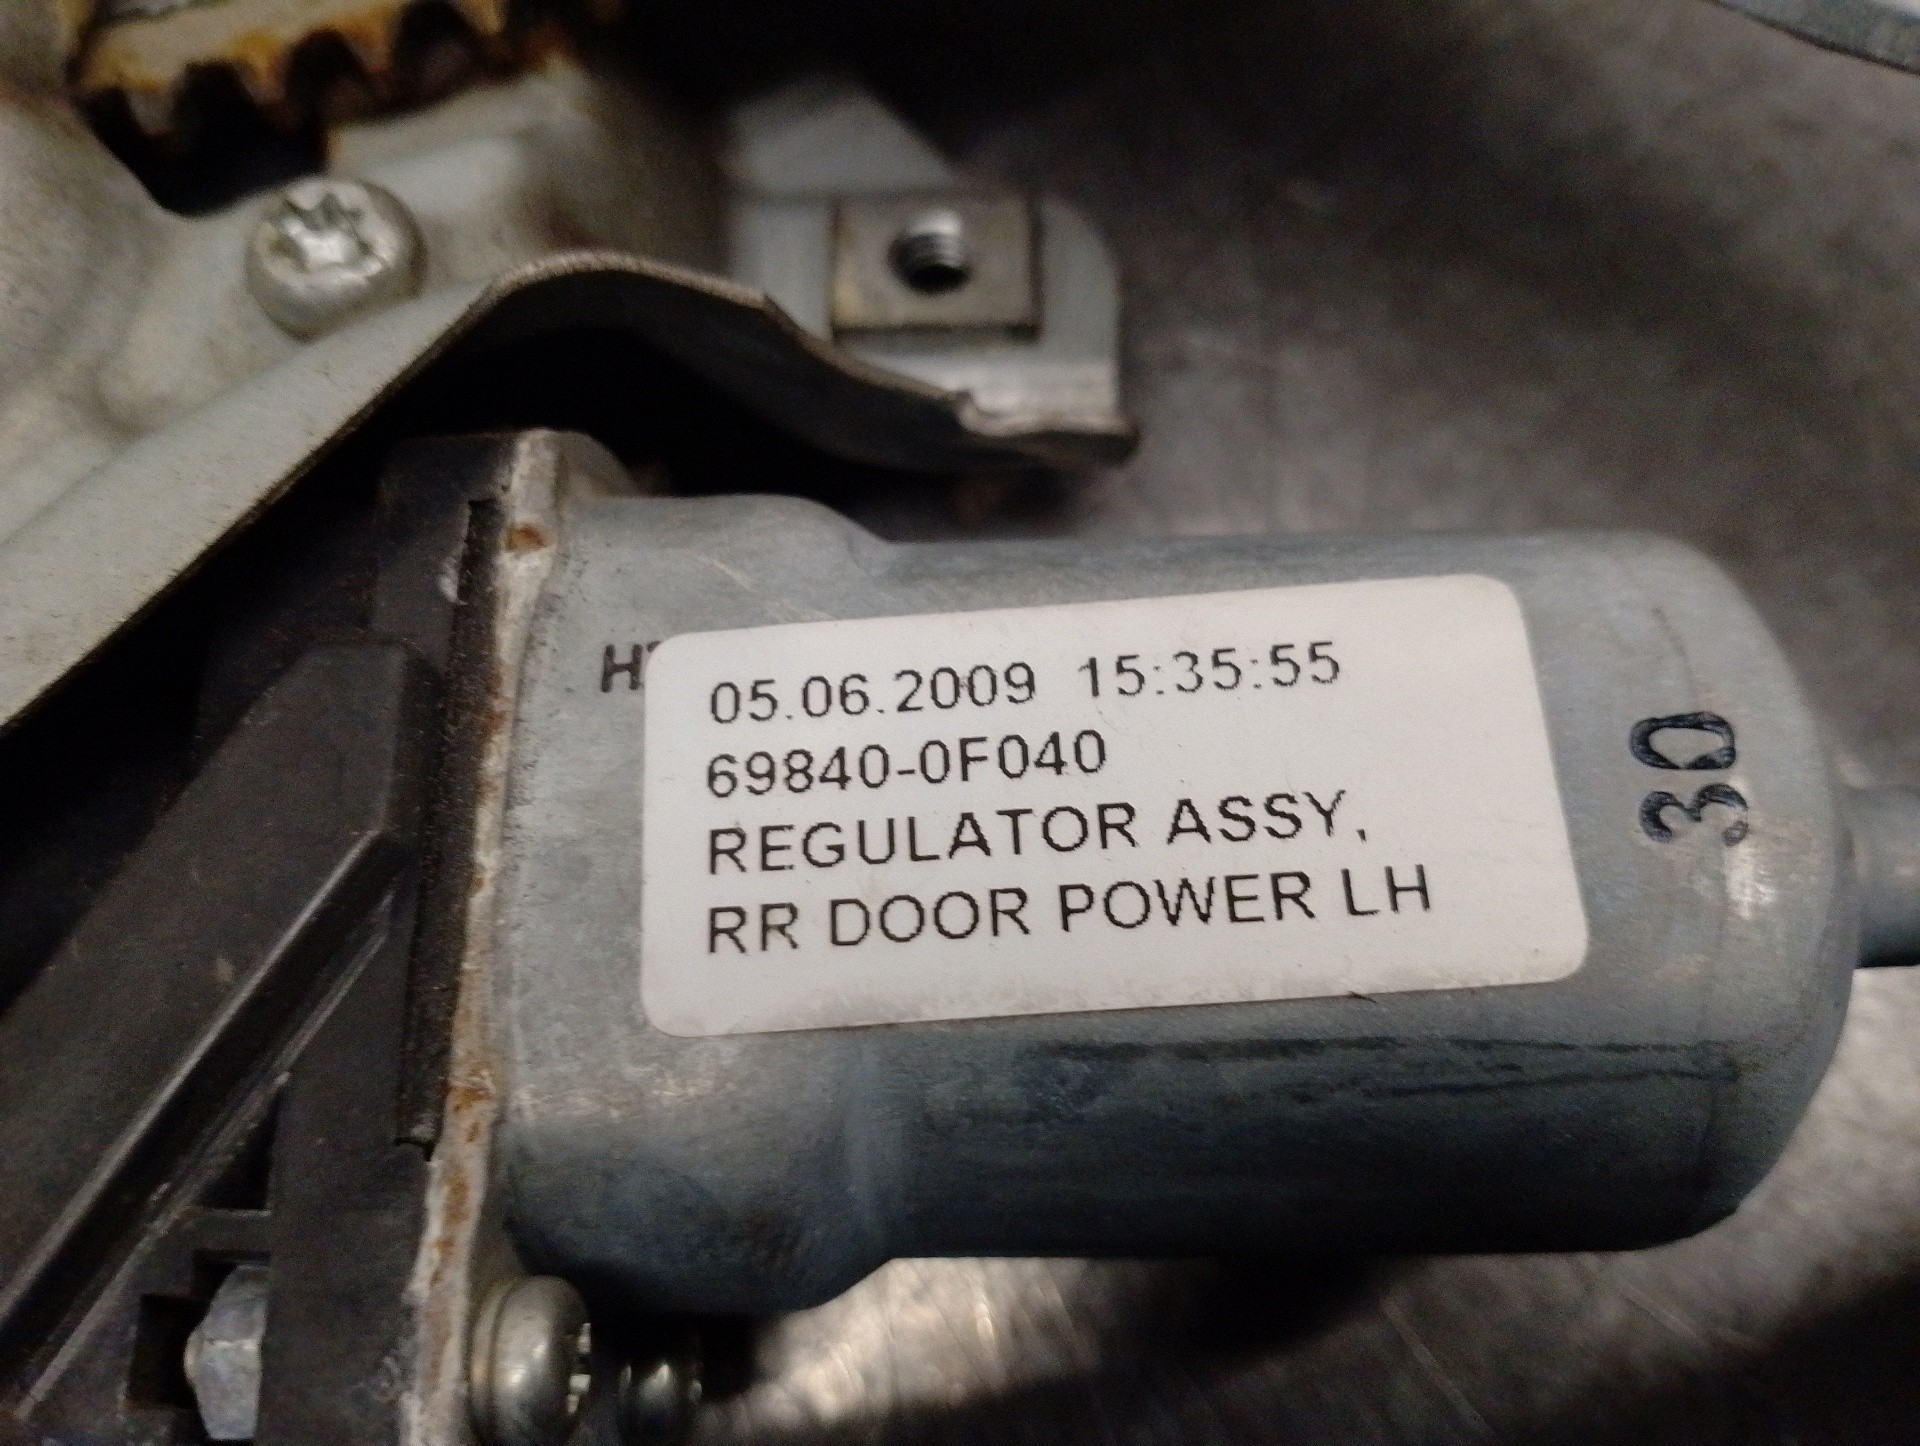 05.06.2009 15:35:55
69840-0F040
REGULATOR ASSY,
RR DOOR POWER LH
30